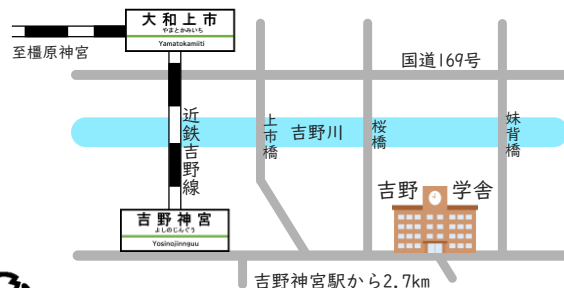 大和上市
やまとかみいち
Yamatokamiiti
至橿原神宮
国道169号
近鉄吉野線
上市橋
吉野川
桜橋
妹背橋
吉野 学舎
吉野神宮
よしのじんぐう
Yosinojinnguu
吉野神宮駅から2.7km